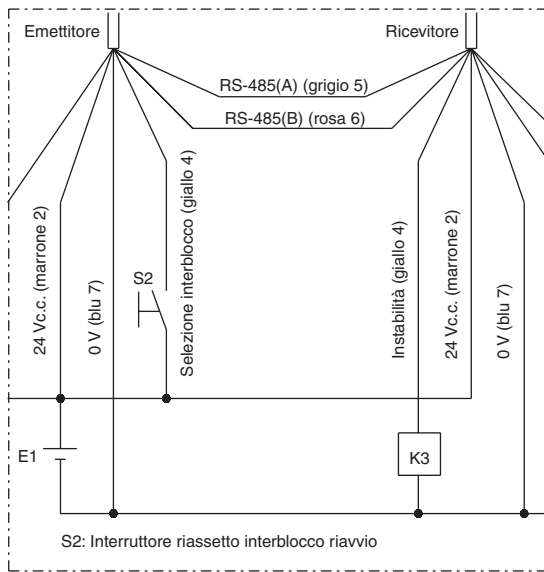 Emettitore
Ricevitore
RS-485(A) (grigio 5)
RS-485(B) (rosa 6)
24 Vc.c. (marrone 2)
0 V (blu 7)
S2
Selezione interblocco (giallo 4)
Instabilità (giallo 4)
24 Vc.c. (marrone 2)
0 V (blu 7)
E1
K3
S2: Interruttore riassetto interblocco riavvio